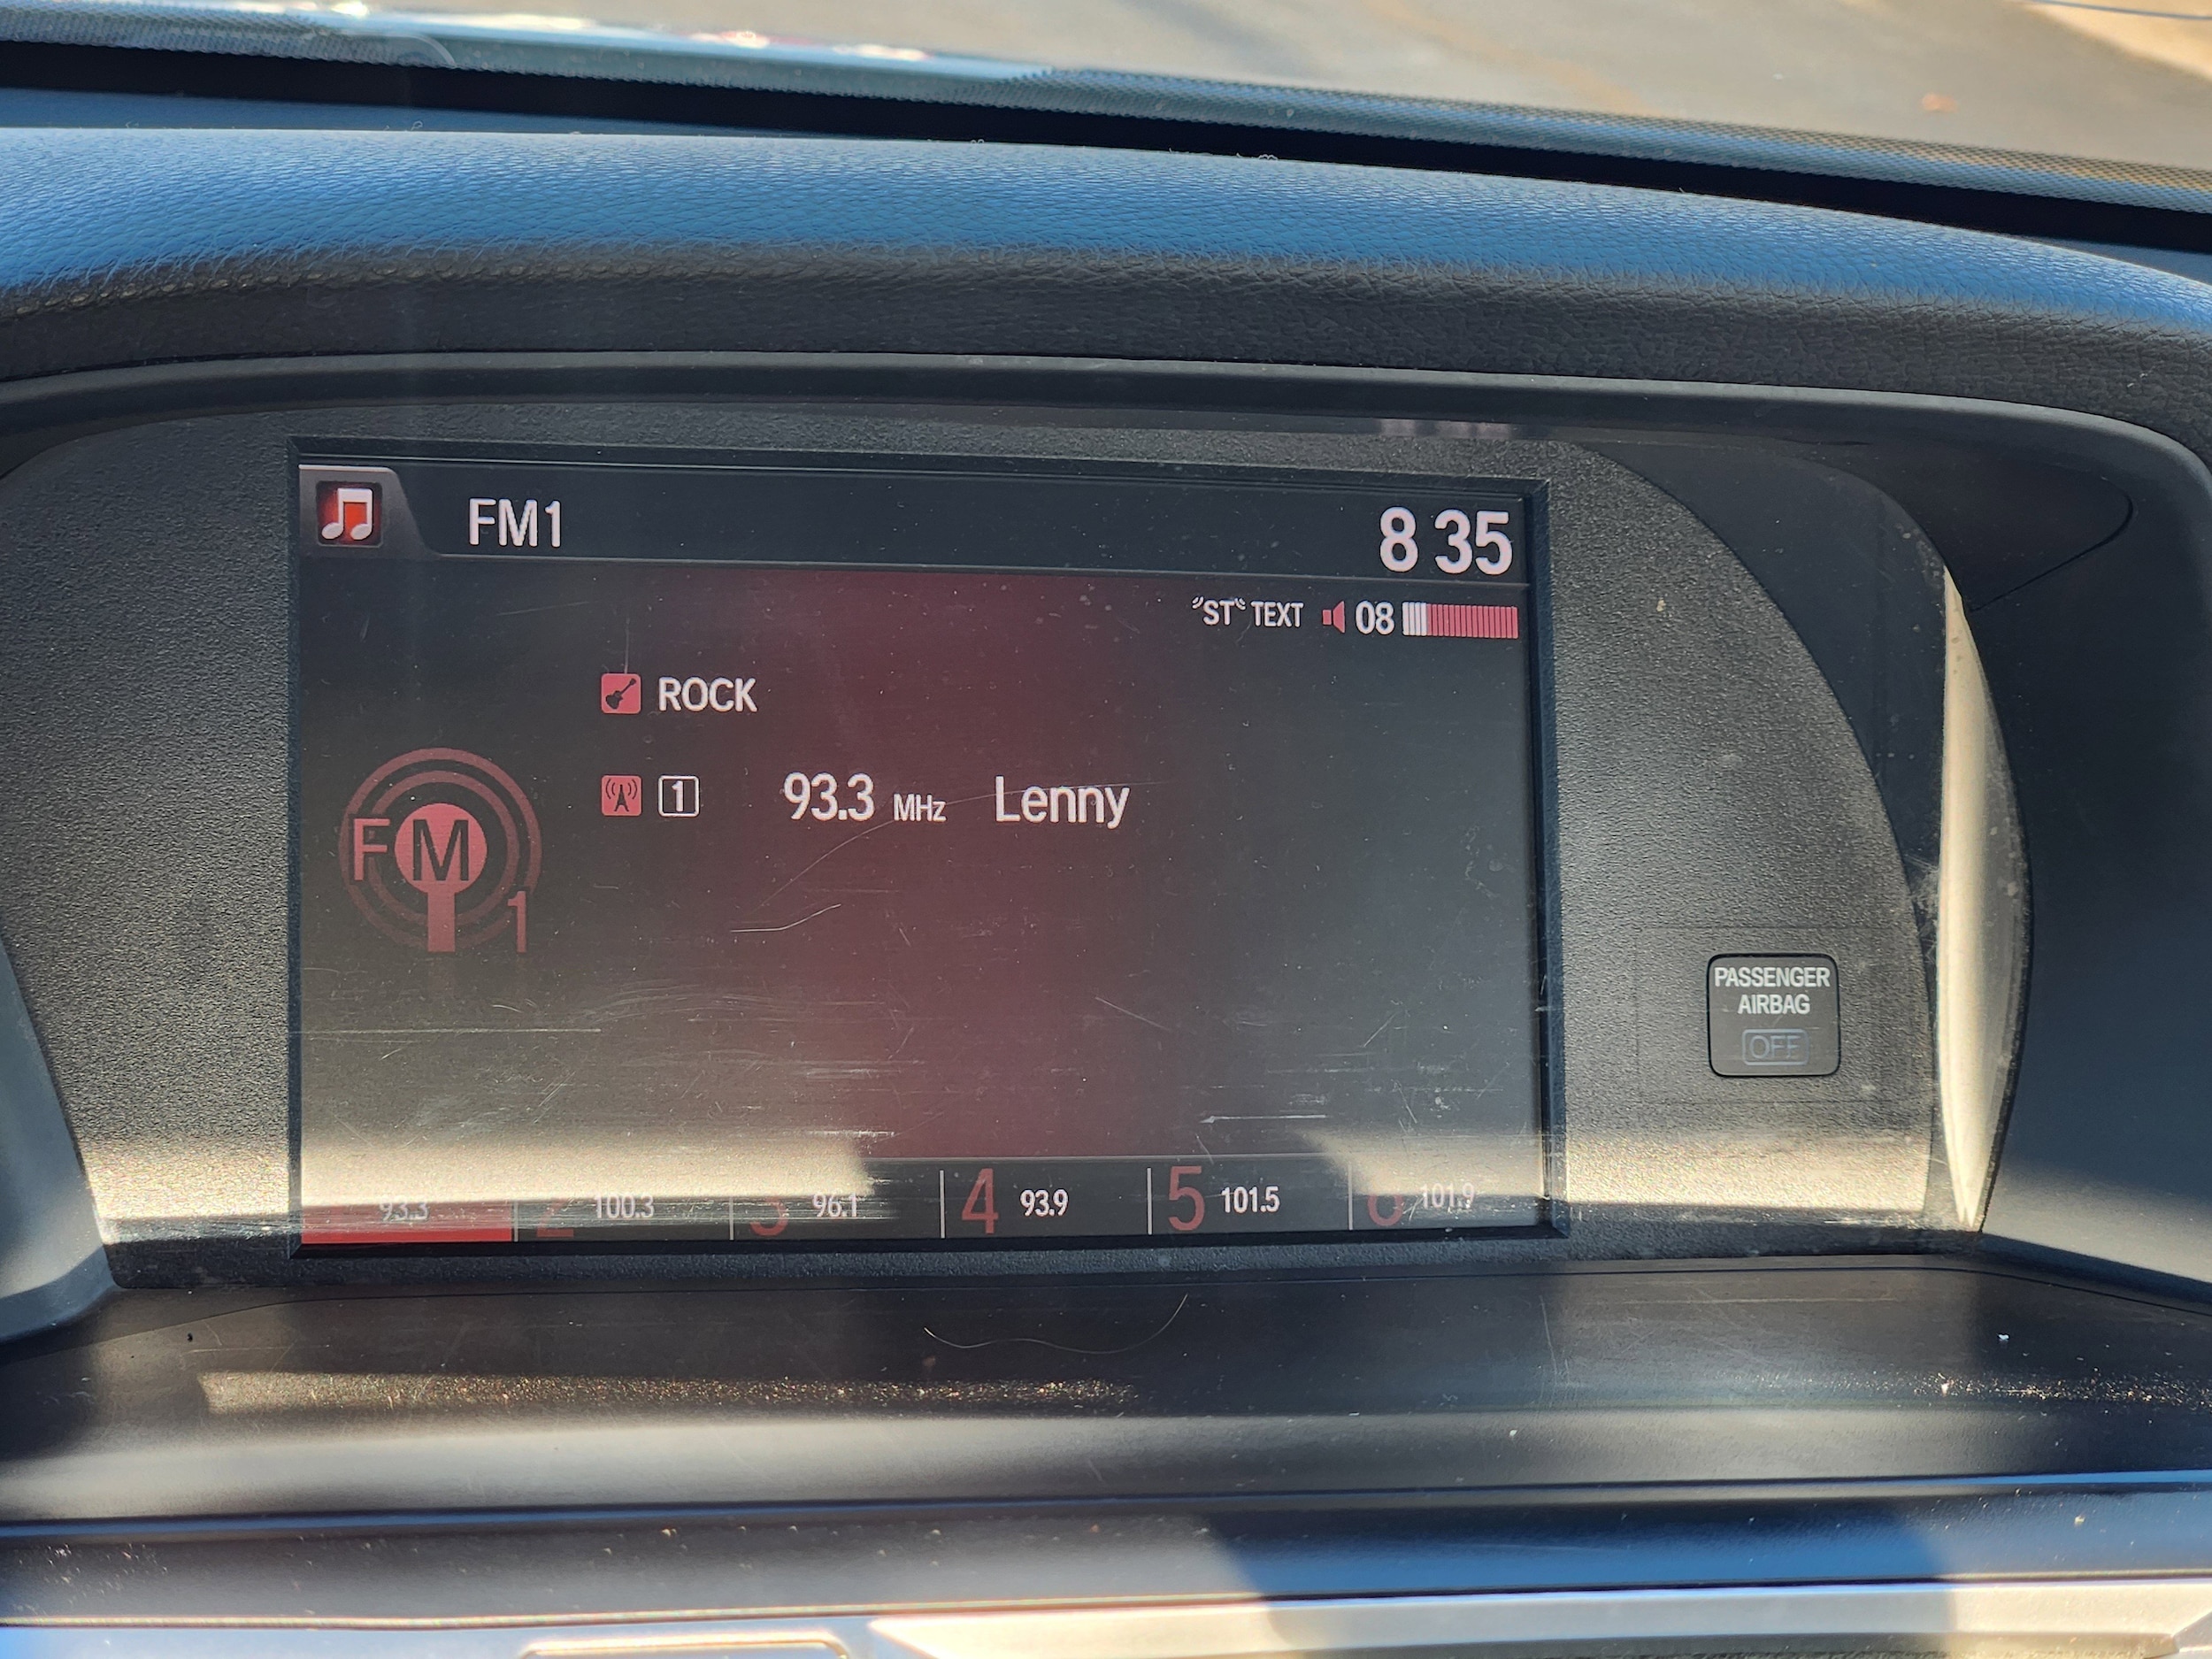 FM1
8 35
ST TEXT 08
ROCK
1 93.3 MHz Lenny
FM
1
PASSENGER
AIRBAG
OFF
93.3 2 100.3 3 96.1 4 93.9 5 101.5 6 101.9